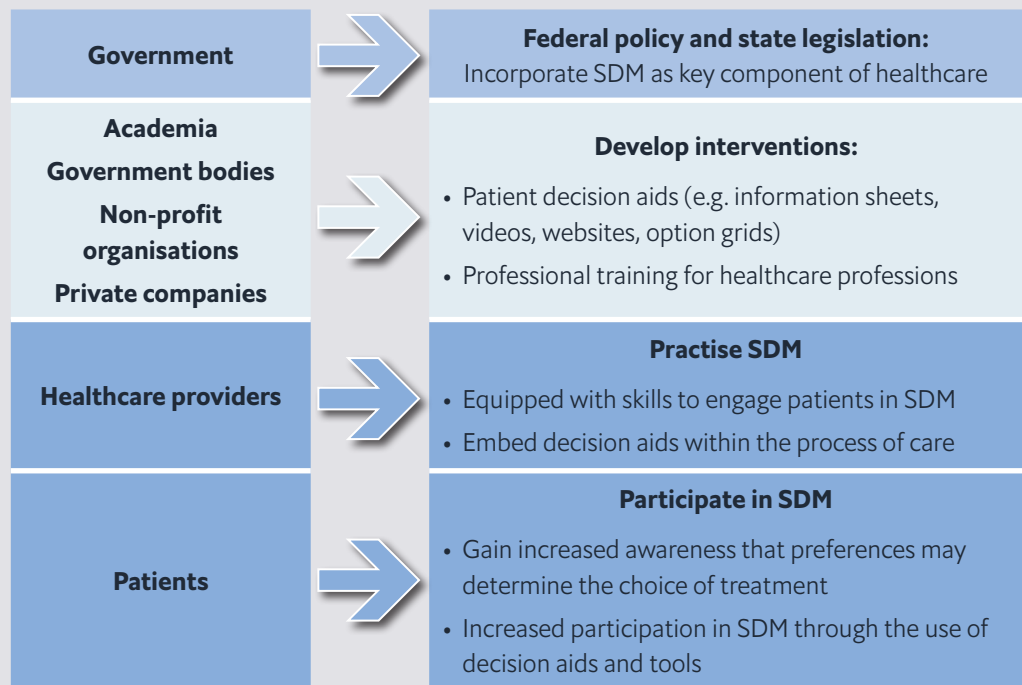 Government
Federal policy and state legislation:
Incorporate SDM as key component of healthcare
Academia
Government bodies
Non-profit
organisations
Private companies
Develop interventions:
• Patient decision aids (e.g. information sheets,
videos, websites, option grids)
• Professional training for healthcare professions
Healthcare providers
Practise SDM
• Equipped with skills to engage patients in SDM
• Embed decision aids within the process of care
Patients
Participate in SDM
• Gain increased awareness that preferences may
determine the choice of treatment
• Increased participation in SDM through the use of
decision aids and tools